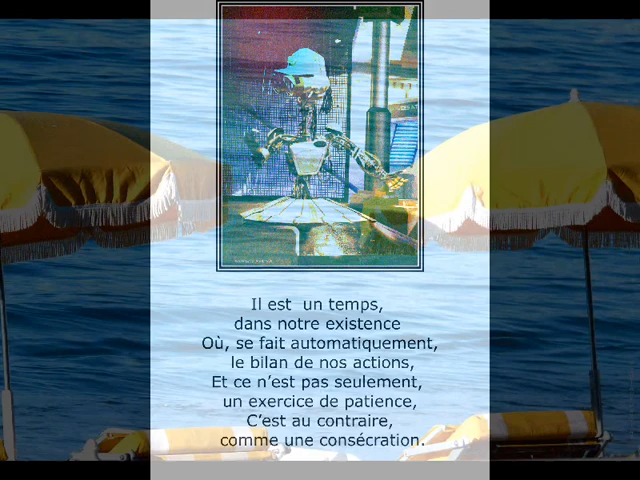 Il est  un temps,
dans notre existence
Où, se fait automatiquement,
le bilan de nos actions,
Et ce n’est pas seulement,
un exercice de patience,
C’est au contraire,
comme une consécration.